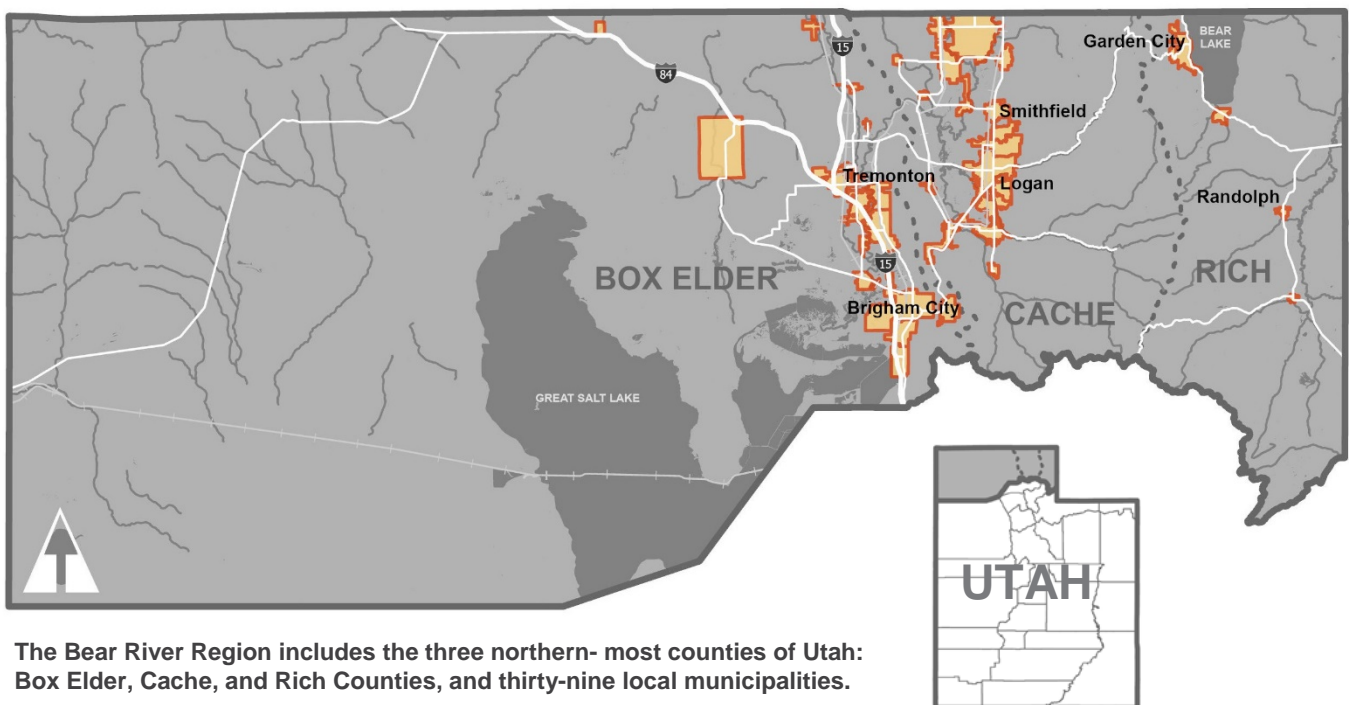 BEAR
LAKE
Garden City
15
84
Smithfield
Tremonton
Logan
Randolph
15
BOX ELDER
RICH
Brigham City
CACHE
GREAT SALT LAKE
UTAH
The Bear River Region includes the three northern- most counties of Utah:
Box Elder, Cache, and Rich Counties, and thirty-nine local municipalities.